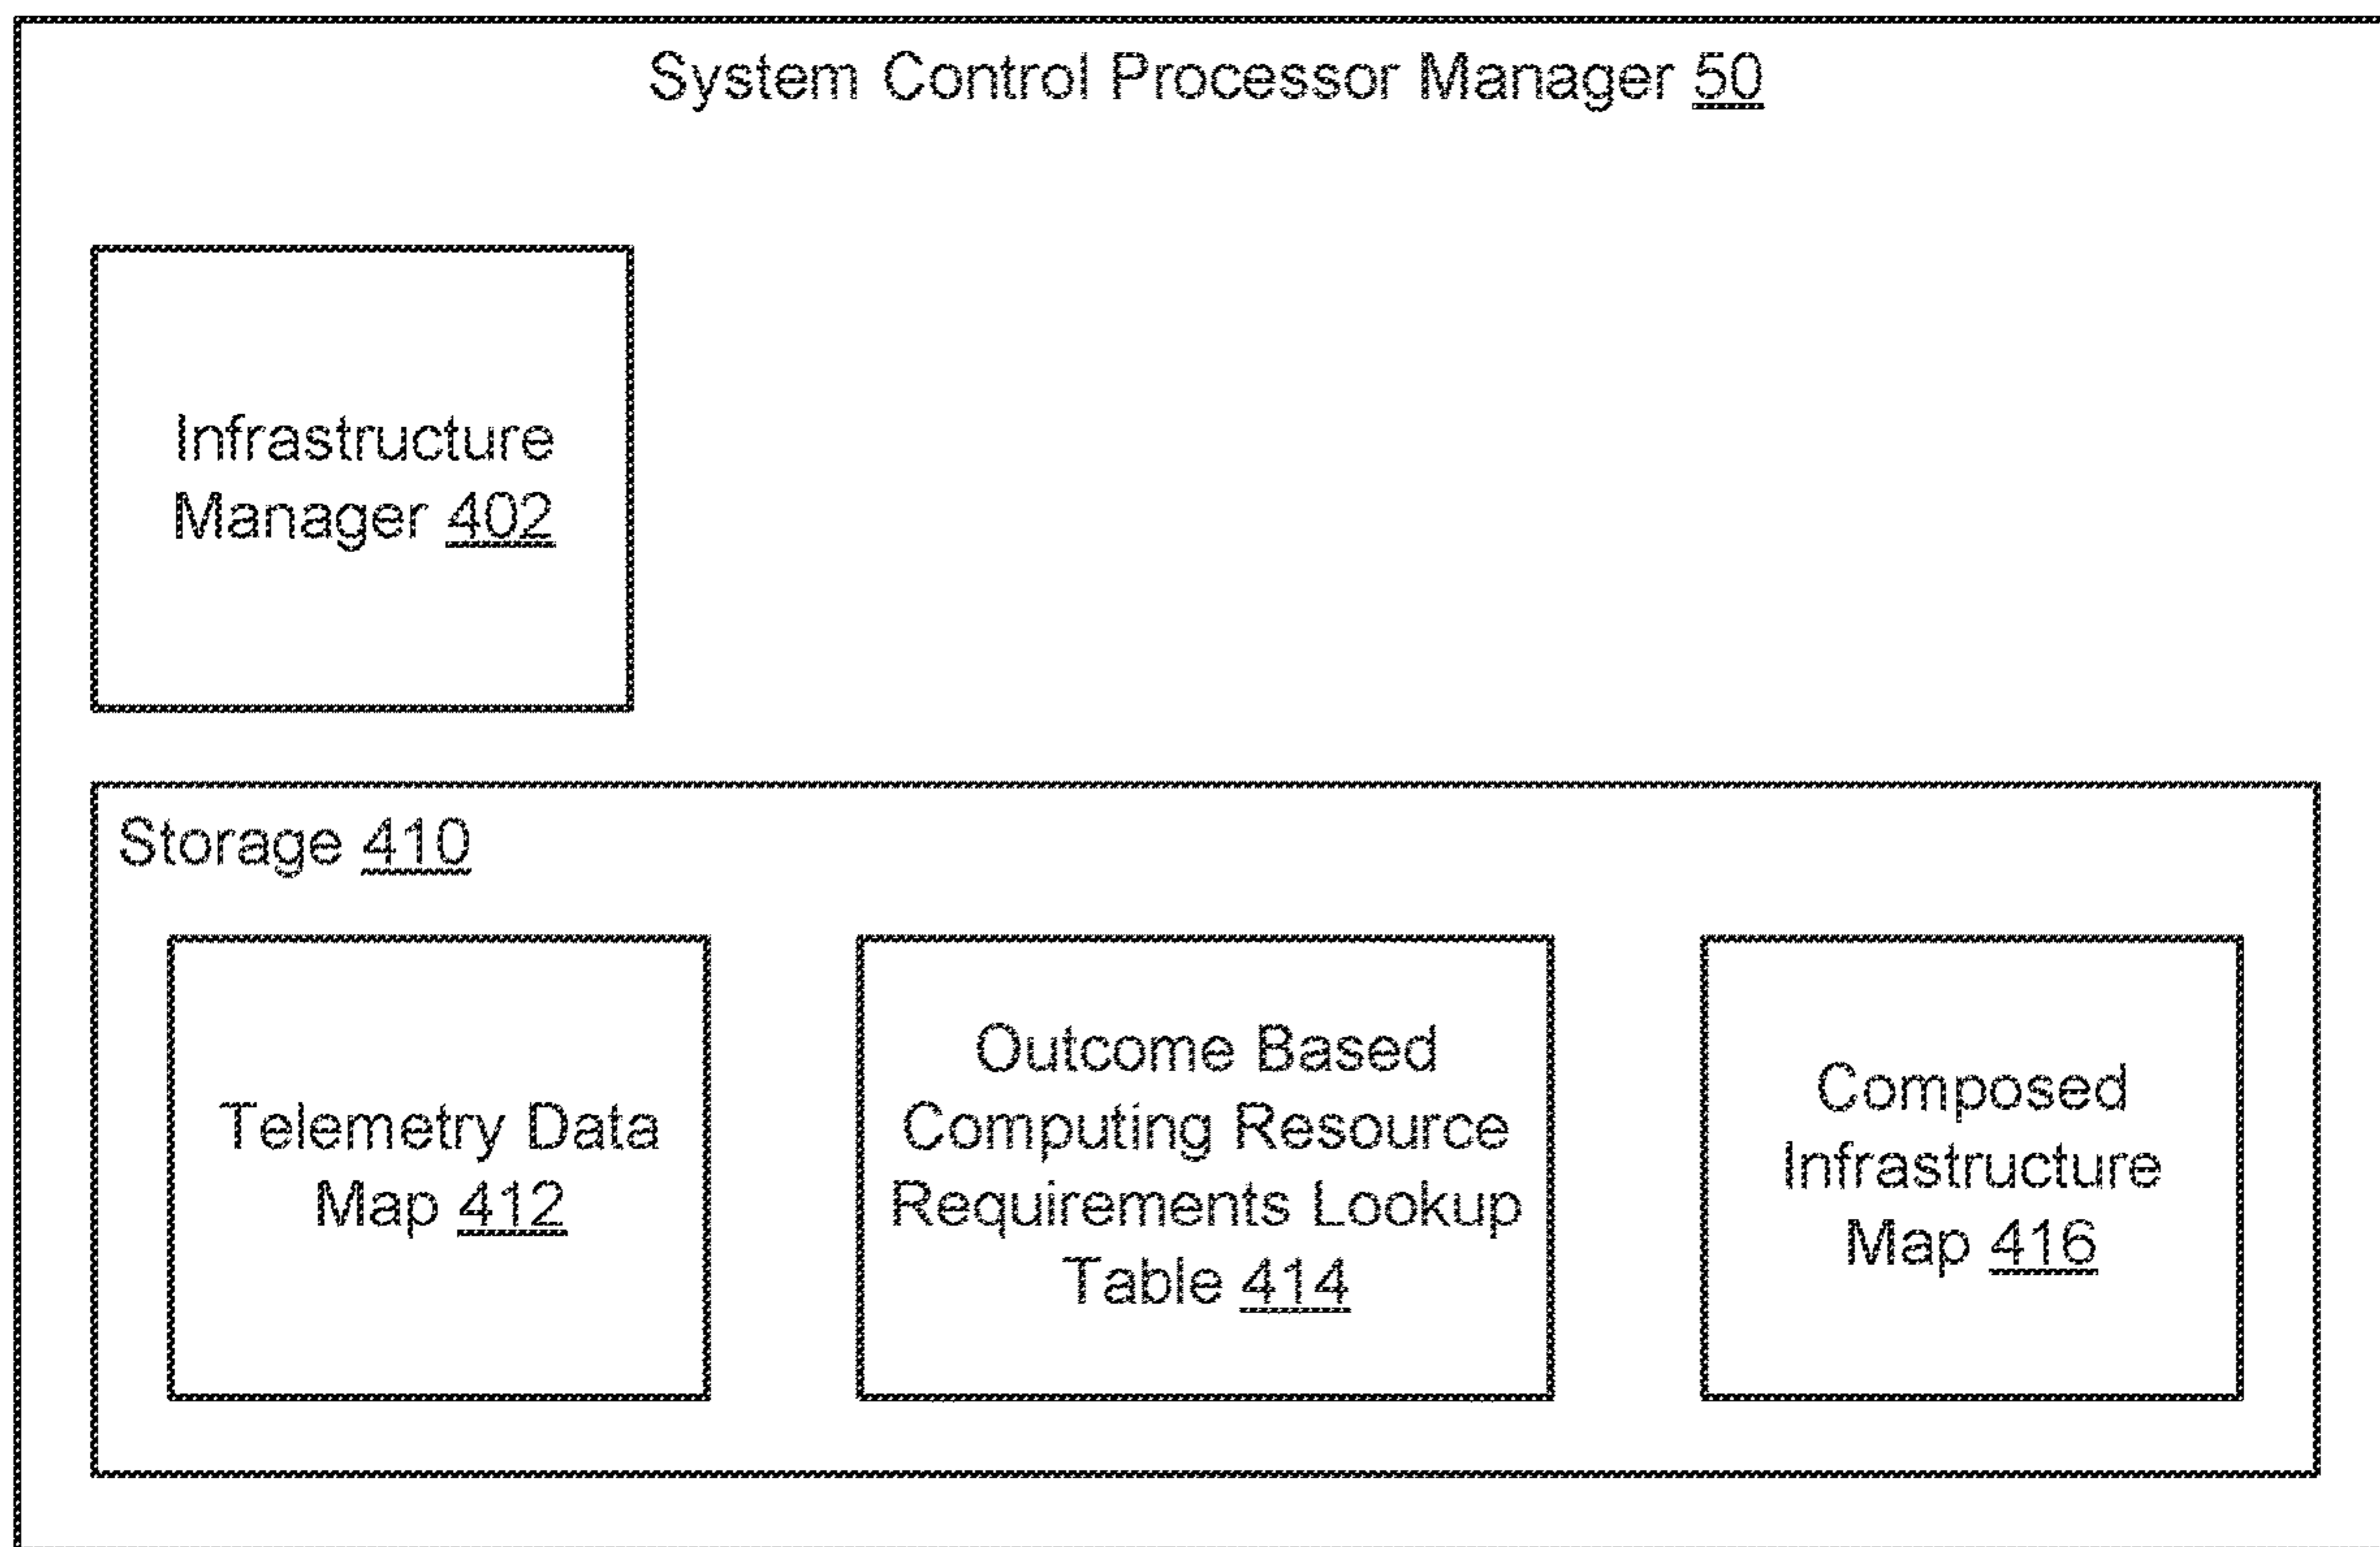 System Control Processor Manager 50
Infrastructure
Manager 402
Storage 410
Telemetry Data
Map 412
Outcome Based
Computing Resource
Requirements Lookup
Table 414
Composed
Infrastructure
Map 416